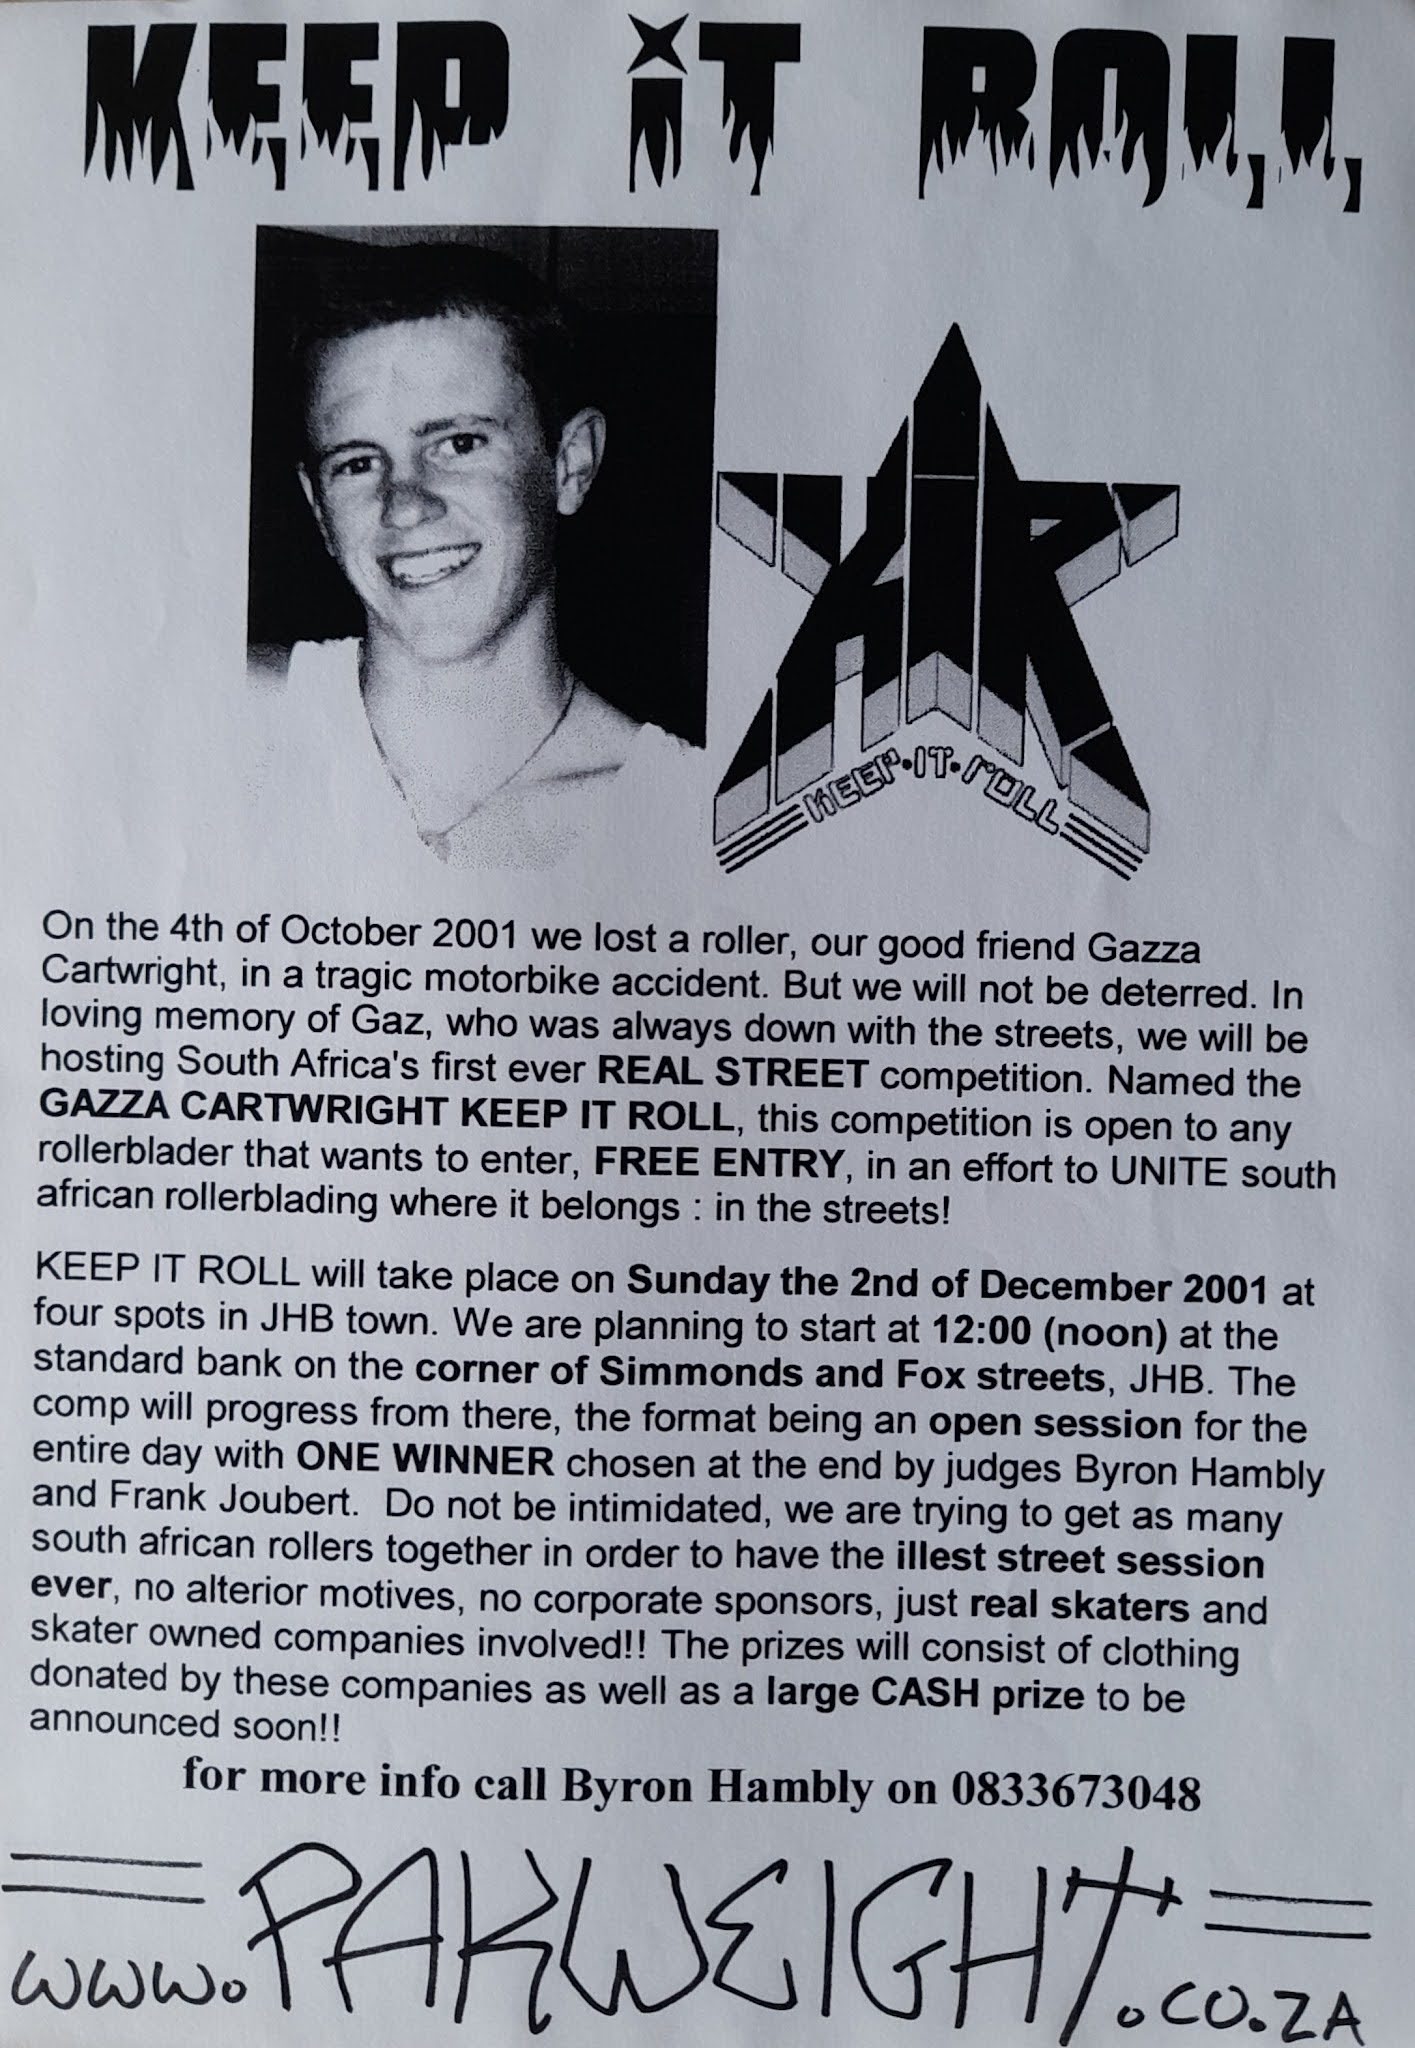 KEEP iT ROLL
KIR
KEEP·IT·ROLL
On the 4th of October 2001 we lost a roller, our good friend Gazza
Cartwright, in a tragic motorbike accident. But we will not be deterred. In
loving memory of Gaz, who was always down with the streets, we will be
hosting South Africa's first ever REAL STREET competition. Named the
GAZZA CARTWRIGHT KEEP IT ROLL, this competition is open to any
rollerblader that wants to enter, FREE ENTRY, in an effort to UNITE south
african rollerblading where it belongs : in the streets!
KEEP IT ROLL will take place on Sunday the 2nd of December 2001 at
four spots in JHB town. We are planning to start at 12:00 (noon) at the
standard bank on the corner of Simmonds and Fox streets, JHB. The
comp will progress from there, the format being an open session for the
entire day with ONE WINNER chosen at the end by judges Byron Hambly
and Frank Joubert. Do not be intimidated, we are trying to get as many
south african rollers together in order to have the illest street session
ever, no alterior motives, no corporate sponsors, just real skaters and
skater owned companies involved!! The prizes will consist of clothing
donated by these companies as well as a large CASH prize to be
announced soon!!
for more info call Byron Hambly on 0833673048
www.PAKWEIGHT.CO.ZA